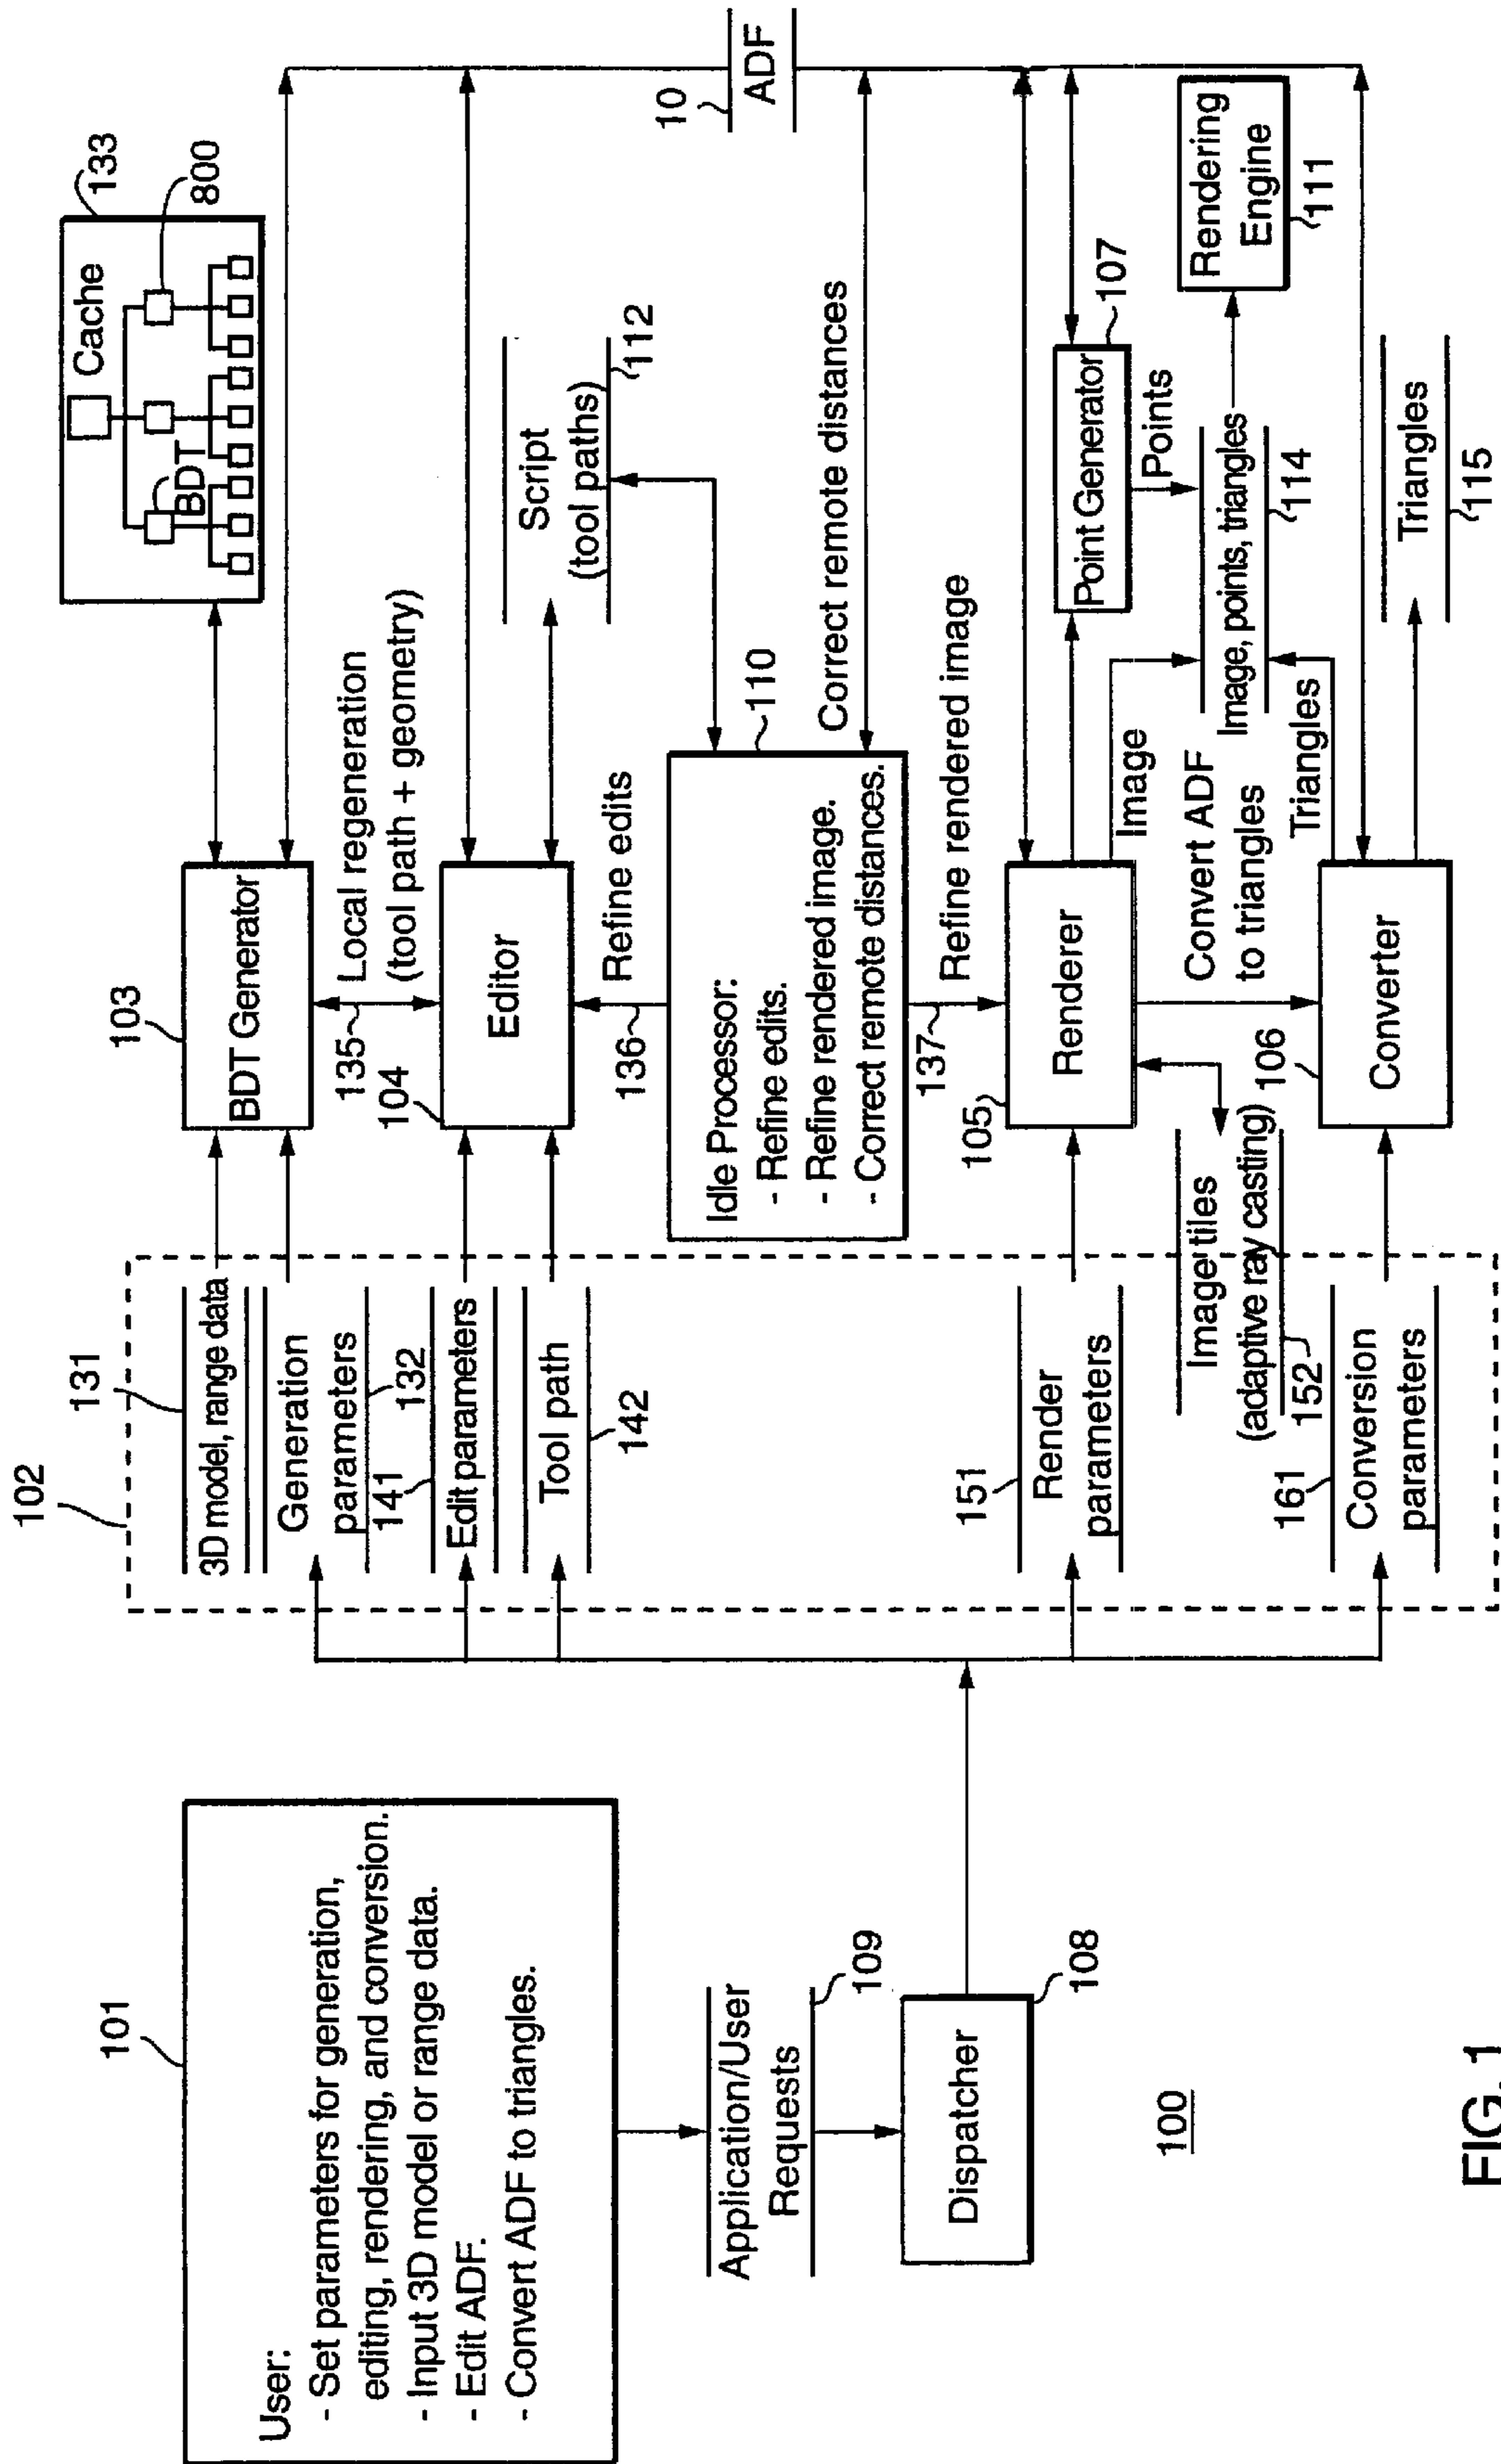 101
User:
- Set parameters for generation,
editing, rendering, and conversion.
- Input 3D model or range data.
- Edit ADF.
- Convert ADF to triangles.
Application/User
Requests
109
Dispatcher
108
100
102
131
3D model, range data
Generation
parameters
132
141
Edit parameters
Tool path
142
151
Render
parameters
Image tiles
(adaptive ray casting)
152
161
Conversion
parameters
103
BDT Generator
135
Local regeneration
(tool path + geometry)
104
Editor
136
Refine edits
Idle Processor:
- Refine edits.
- Refine rendered image.
- Correct remote distances.
110
137
Refine rendered image
105
Renderer
Image
Convert ADF
to triangles
Triangles
106
Converter
133
Cache
BDT
800
Script
(tool paths)
112
Correct remote distances
10
ADF
Point Generator
107
Points
Image, points, triangles
114
Rendering
Engine
111
Triangles
115
FIG. 1